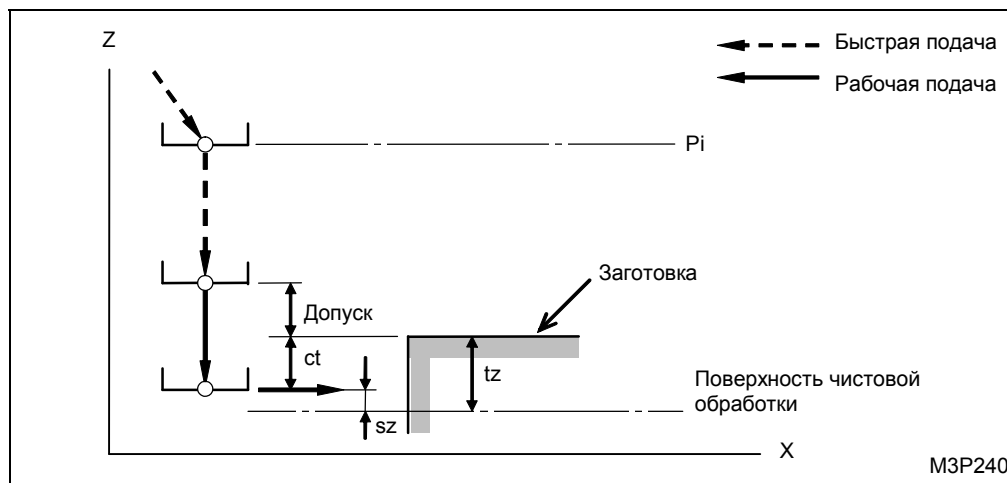 Z
Быстрая подача
Рабочая подача
Pi
Заготовка
Допуск
ct
tz
Поверхность чистовой
обработки
sz
X
M3P240